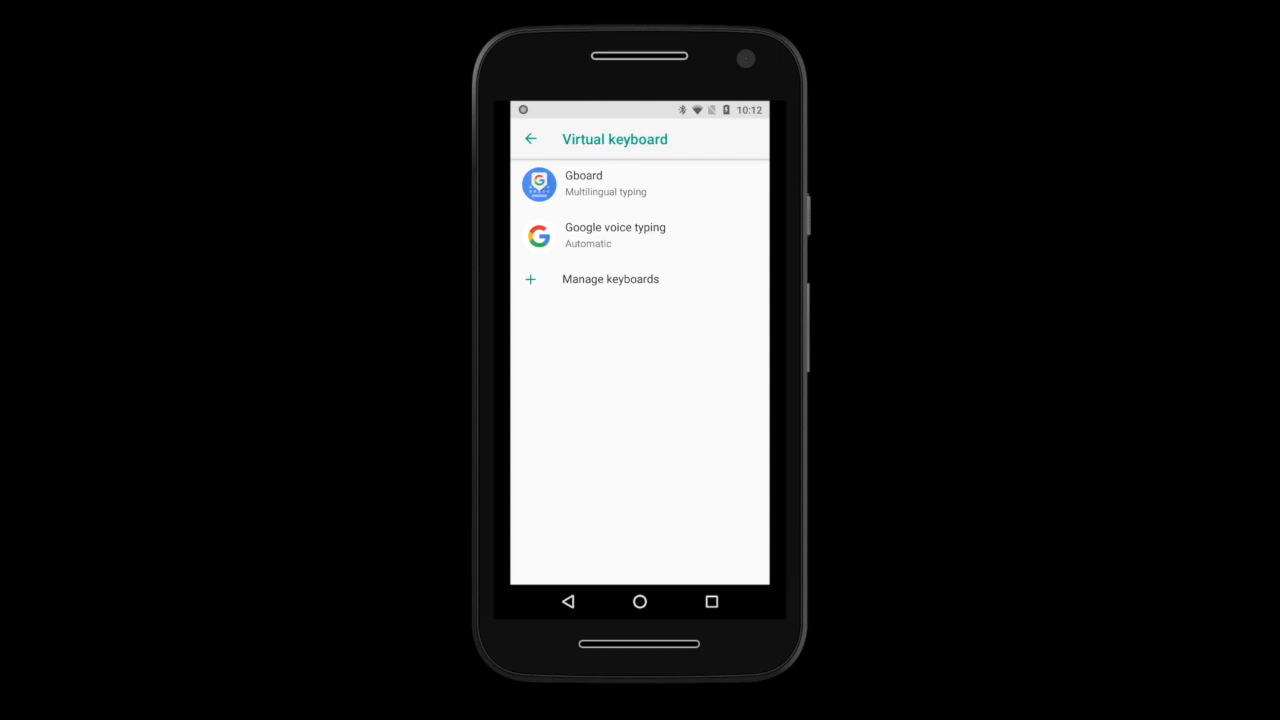 10:12
Virtual keyboard
Gboard
Multilingual typing
Google voice typing
Automatic
Manage keyboards